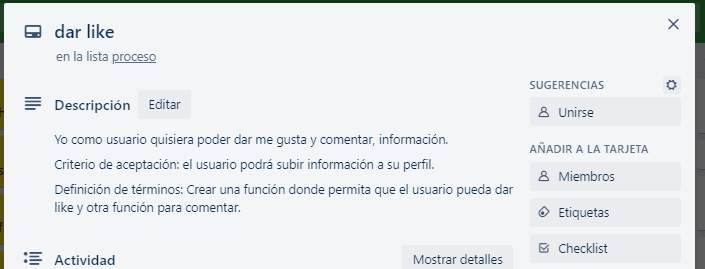 dar like
en la lista proceso
SUGERENCIAS
Descripción
Editar
Unirse
Yo como usuario quisiera poder dar me gusta y comentar, información.
Criterio de aceptación: el usuario podrá subir información a su perfil.
Definición de términos: Crear una función donde permita que el usuario pueda dar
like y otra función para comentar.
AÑADIR A LA TARJETA
Miembros
Etiquetas
Checklist
Actividad
Mostrar detalles